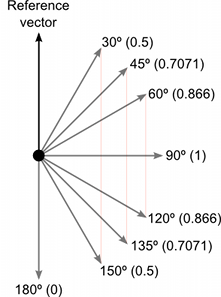 Reference
vector
30º (0.5)
45º (0.7071)
60º (0.866)
90º (1)
120º (0.866)
135º (0.7071)
150º (0.5)
180º (0)